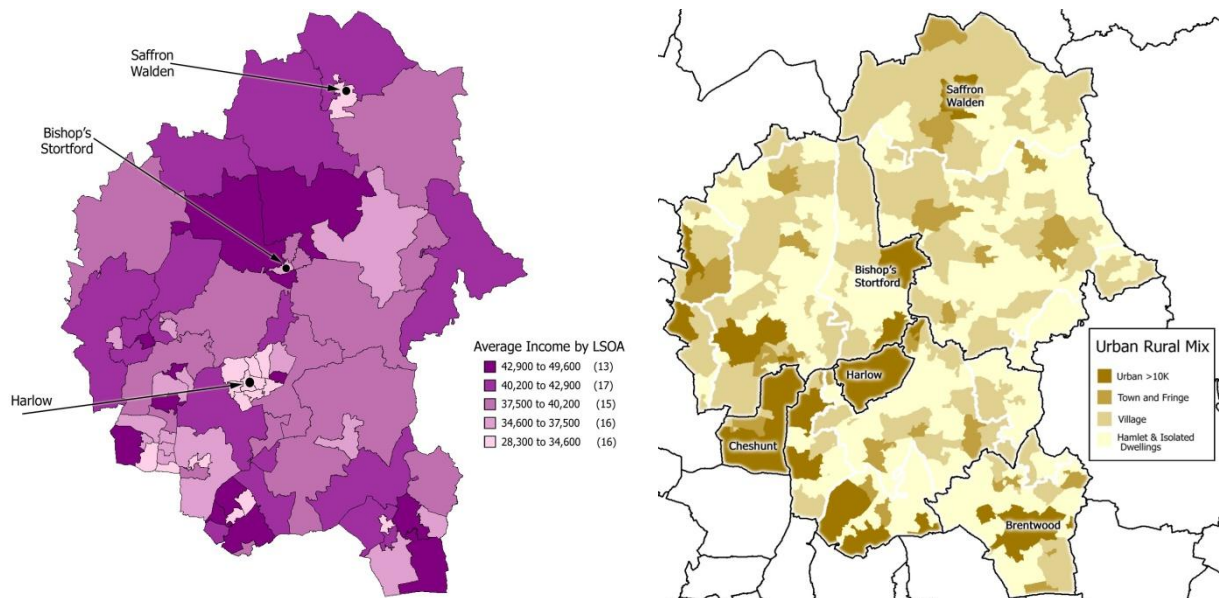 Saffron
Walden
Bishop's
Stortford
Harlow
Average Income by LSOA
42,900 to 49,600 (13)
40,200 to 42,900 (17)
37,500 to 40,200 (15)
34,600 to 37,500 (16)
28,300 to 34,600 (16)
Saffron
Walden
Bishop's
Stortford
Harlow
Cheshunt
Brentwood
Urban Rural Mix
Urban >10K
Town and Fringe
Village
Hamlet & Isolated
Dwellings